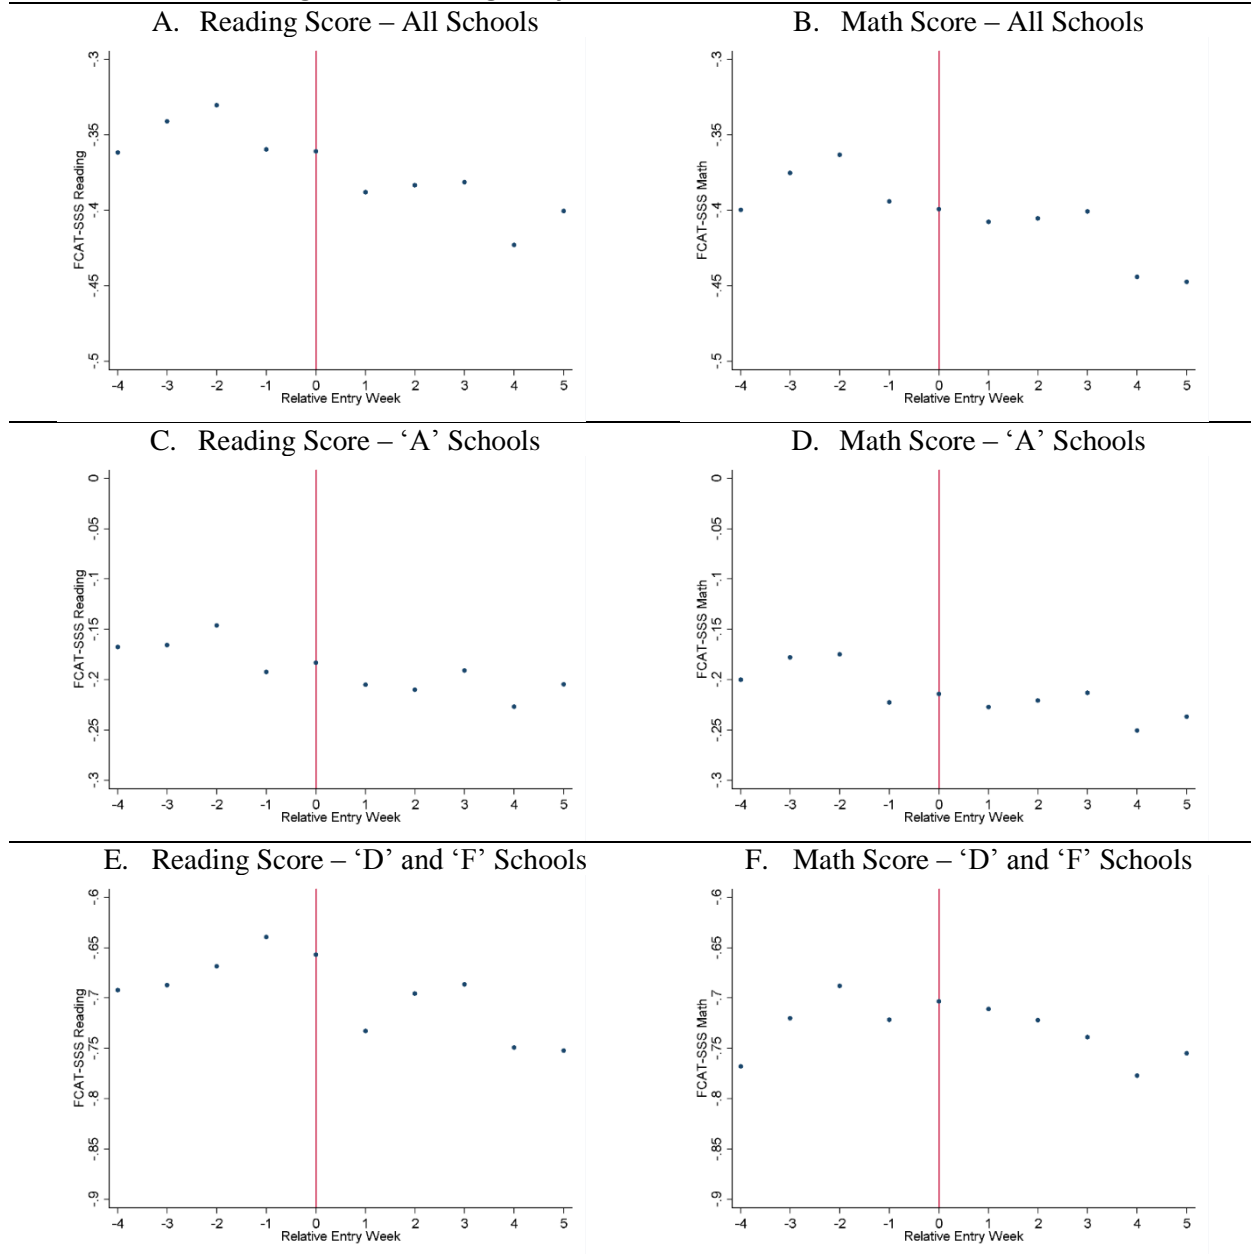 A. Reading Score – All Schools
B. Math Score – All Schools
FCAT-SSS Reading
-.3
-.35
-.4
-.45
-.5
-4 -3 -2 -1 0 1 2 3 4 5
Relative Entry Week
FCAT-SSS Math
-.3
-.35
-.4
-.45
-.5
-4 -3 -2 -1 0 1 2 3 4 5
Relative Entry Week
C. Reading Score – ‘A’ Schools
D. Math Score – ‘A’ Schools
FCAT-SSS Reading
0
-.05
-.1
-.15
-.2
-.25
-.3
-4 -3 -2 -1 0 1 2 3 4 5
Relative Entry Week
FCAT-SSS Math
0
-.05
-.1
-.15
-.2
-.25
-.3
-4 -3 -2 -1 0 1 2 3 4 5
Relative Entry Week
E. Reading Score – ‘D’ and ‘F’ Schools
F. Math Score – ‘D’ and ‘F’ Schools
FCAT-SSS Reading
-.6
-.65
-.7
-.75
-.8
-.85
-.9
-4 -3 -2 -1 0 1 2 3 4 5
Relative Entry Week
FCAT-SSS Math
-.6
-.65
-.7
-.75
-.8
-.85
-.9
-4 -3 -2 -1 0 1 2 3 4 5
Relative Entry Week